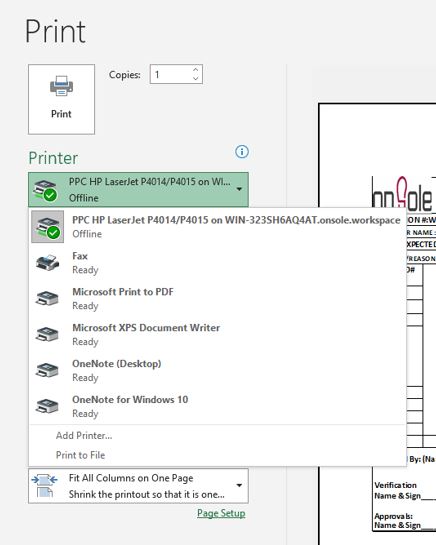 Print
Copies: 1
Print
Printer
PPC HP LaserJet P4014/P4015 on WI...
Offline
PPC HP LaserJet P4014/P4015 on WIN-323SH6AQ4AT.onsole.workspace
Offline
Fax
Ready
Microsoft Print to PDF
Ready
Microsoft XPS Document Writer
Ready
OneNote (Desktop)
Ready
OneNote for Windows 10
Ready
Add Printer...
Print to File
Fit All Columns on One Page
Shrink the printout so that it is one...
Page Setup
onsole
ON #:W
R NAME :
XPECTED
/REASON
D#
By: (Na
Verification
Name & Sign
Approvals:
Name & Sign